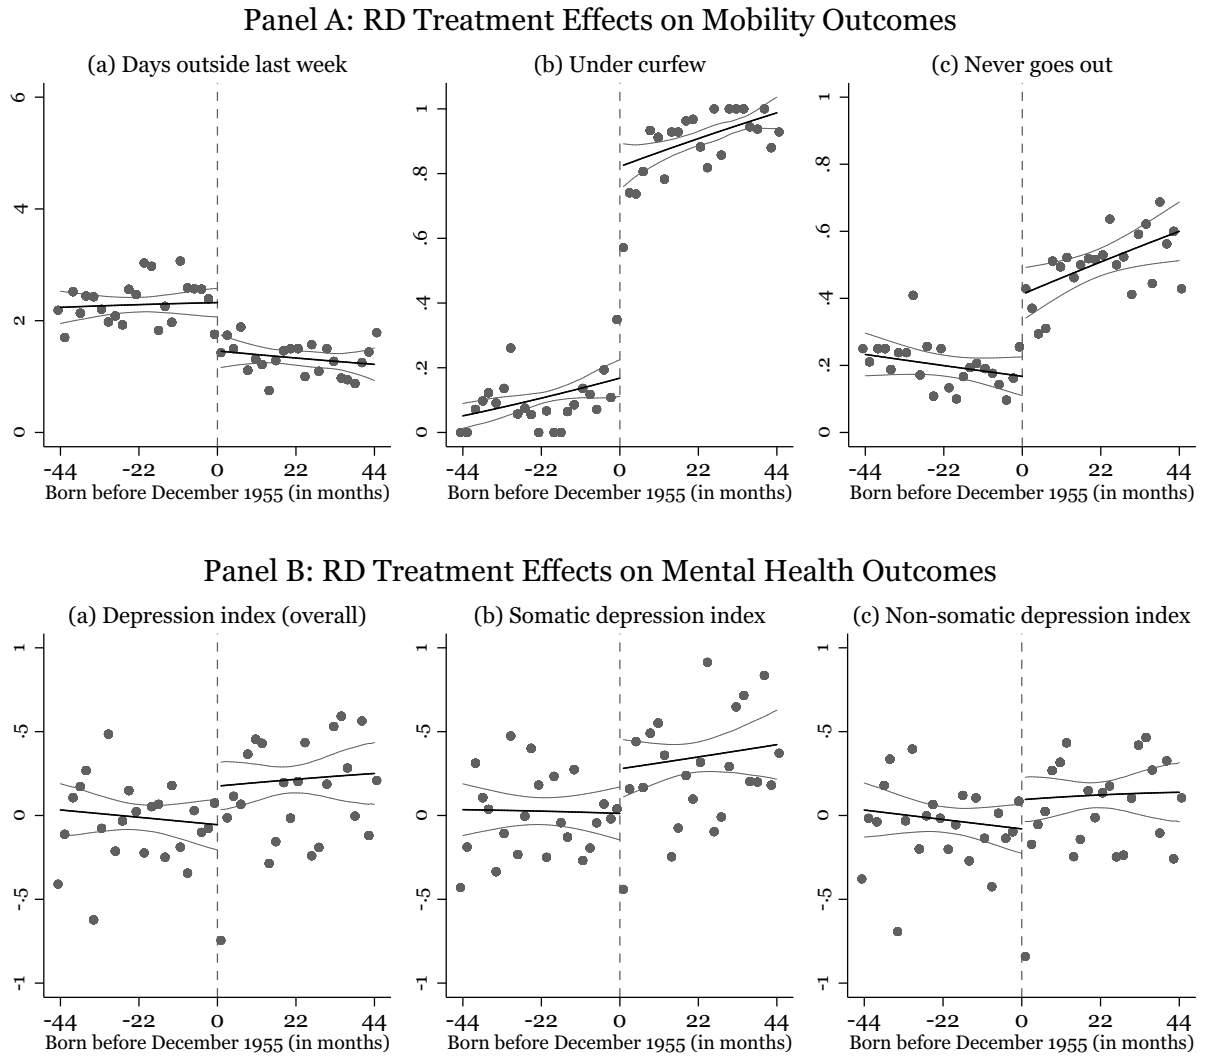 Panel A: RD Treatment Effects on Mobility Outcomes
(a) Days outside last week
6
4
2
0
-44 -22 0 22 44
Born before December 1955 (in months)
(b) Under curfew
1
.8
.6
.4
.2
0
-44 -22 0 22 44
Born before December 1955 (in months)
(c) Never goes out
1
.8
.6
.4
.2
0
-44 -22 0 22 44
Born before December 1955 (in months)
Panel B: RD Treatment Effects on Mental Health Outcomes
(a) Depression index (overall)
1
.5
0
-.5
-1
-44 -22 0 22 44
Born before December 1955 (in months)
(b) Somatic depression index
1
.5
0
-.5
-1
-44 -22 0 22 44
Born before December 1955 (in months)
(c) Non-somatic depression index
1
.5
0
-.5
-1
-44 -22 0 22 44
Born before December 1955 (in months)